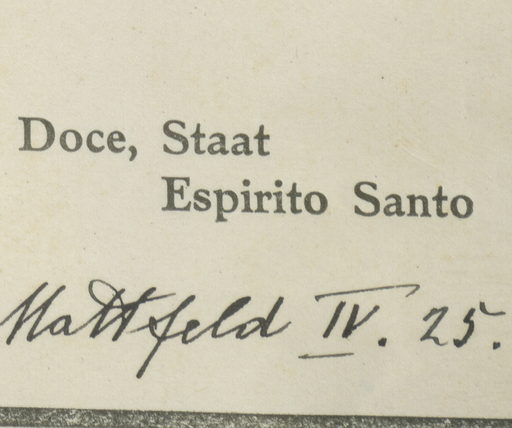 Doce, Staat
Espirito Santo
Mattfeld IV. 25.